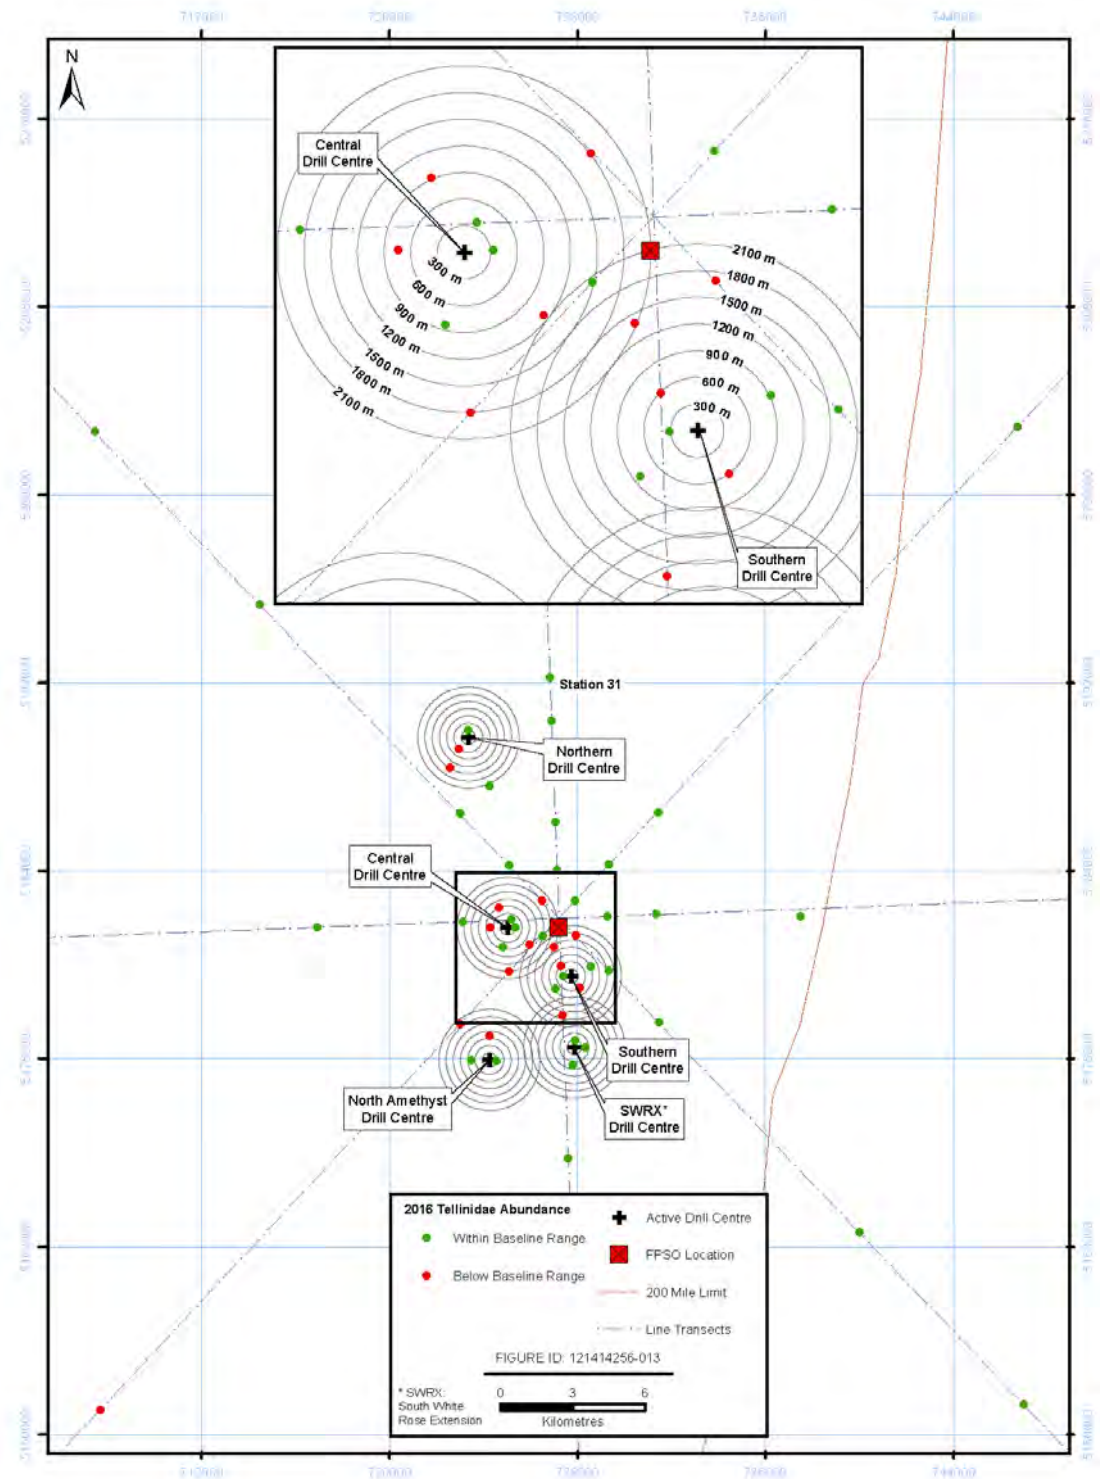 N
Central
Drill Centre
300 m
600 m
900 m
1200 m
1500 m
1800 m
2100 m
2100 m
1800 m
1500 m
1200 m
900 m
600 m
300 m
Southern
Drill Centre
Station 31
Northern
Drill Centre
Central
Drill Centre
Southern
Drill Centre
North Amethyst
Drill Centre
SWRX*
Drill Centre
2016 Tellinidae Abundance
Within Baseline Range
Below Baseline Range
Active Drill Centre
FPSO Location
200 Mile Limit
Line Transects
FIGURE ID: 121414256-013
* SWRX:
South White
Rose Extension
0 3 6
Kilometres